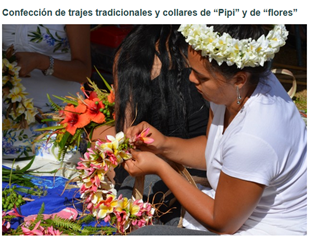 Confección de trajes tradicionales y collares de “Pipi” y de “flores”